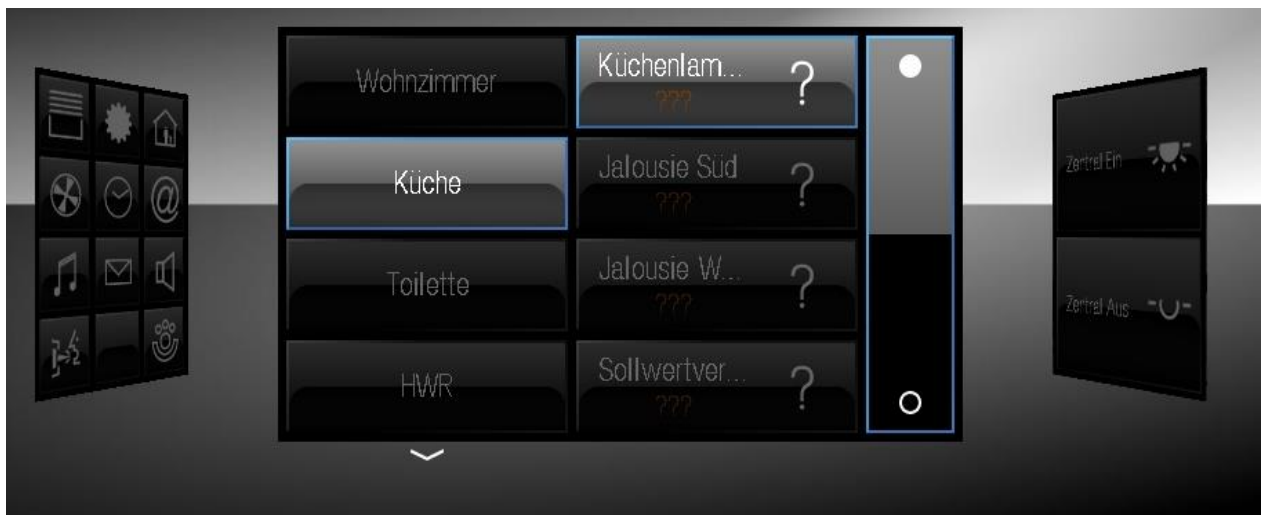 Wohnzimmer
Küche
Toilette
HWR
Küchenlam...
???
?
Jalousie Süd
???
?
Jalousie W...
???
?
Sollwertver...
???
?
Zentral Ein
Zentral Aus
@